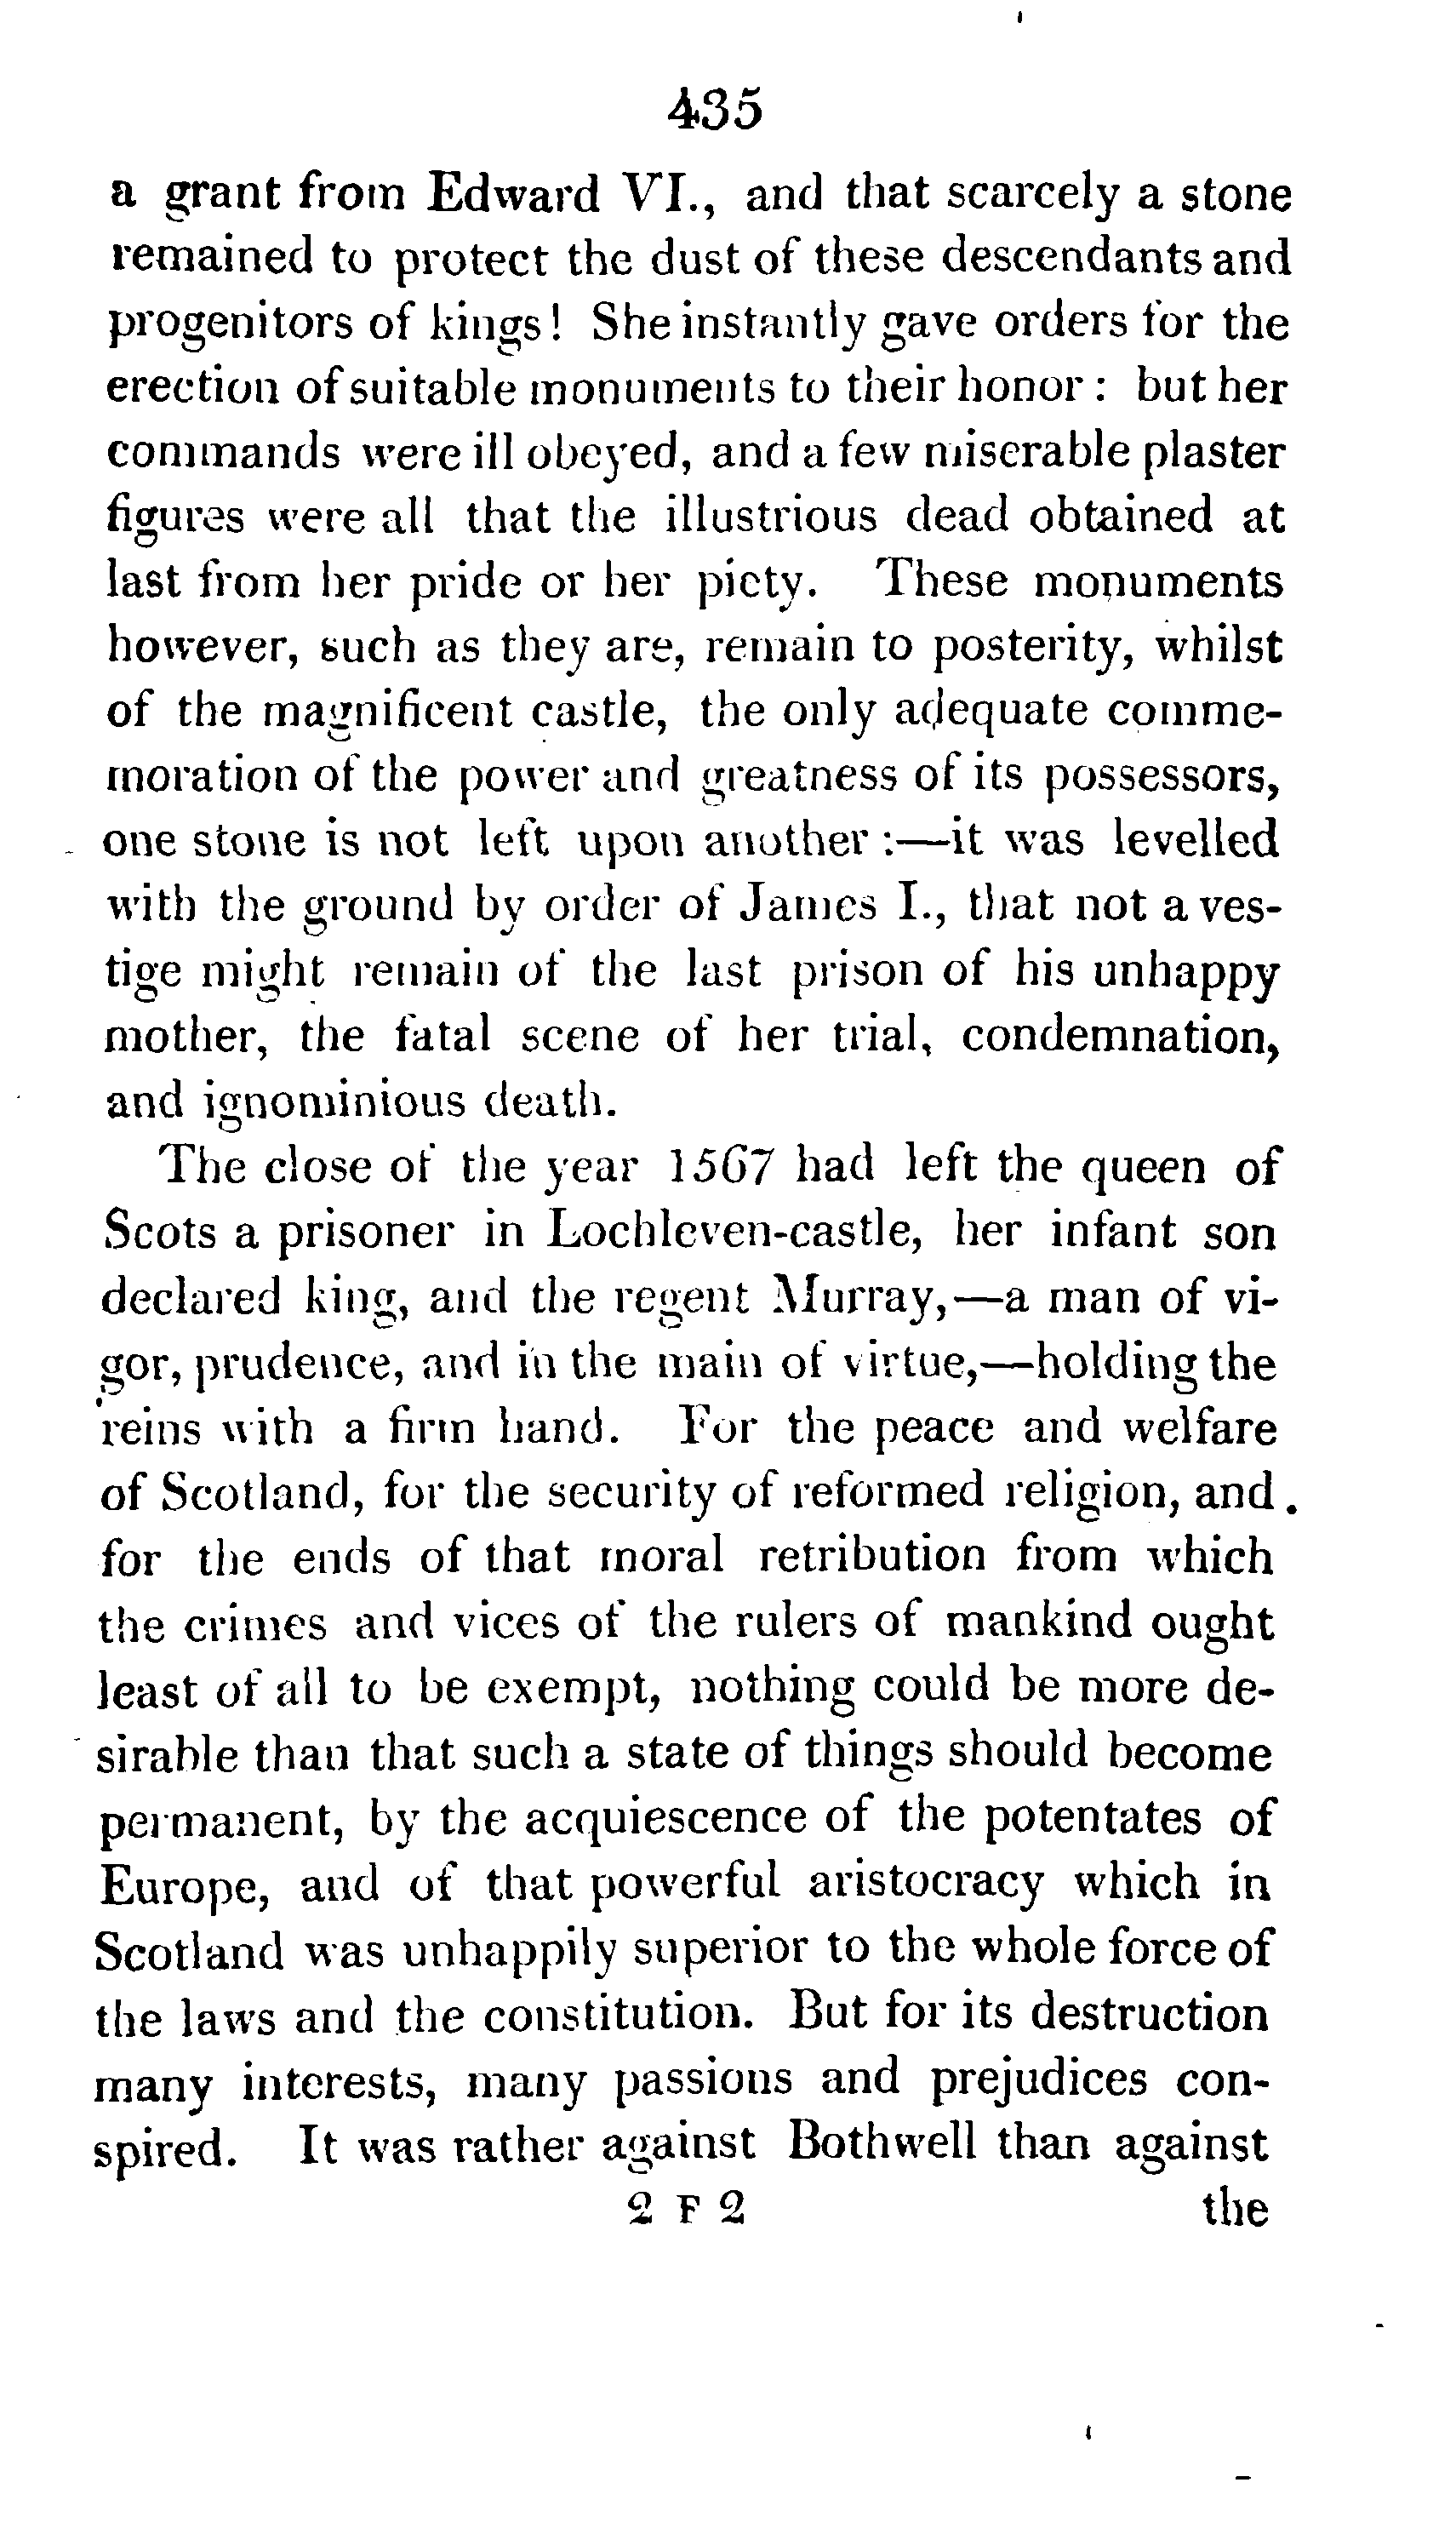 435
a grant from Edward VI., and that scarcely a stone
remained to protect the dust of these descendants and
progenitors of kings! She instantly gave orders for the
erection of suitable monuments to their honor: but her
commands were ill obeyed, and a few miserable plaster
figures were all that the illustrious dead obtained at
last from her pride or her piety. These monuments
however, such as they are, remain to posterity, whilst
of the magnificent castle, the only adequate comme-
moration of the power and greatness of its possessors,
one stone is not left upon another:—it was levelled
with the ground by order of James I., that not a ves-
tige might remain of the last prison of his unhappy
mother, the fatal scene of her trial, condemnation,
and ignominious death.
The close of the year 1567 had left the queen of
Scots a prisoner in Lochleven-castle, her infant son
declared king, and the regent Murray,—a man of vi-
gor, prudence, and in the main of virtue,—holding the
reins with a firm hand. For the peace and welfare
of Scotland, for the security of reformed religion, and
for the ends of that moral retribution from which
the crimes and vices of the rulers of mankind ought
least of all to be exempt, nothing could be more de-
sirable than that such a state of things should become
permanent, by the acquiescence of the potentates of
Europe, and of that powerful aristocracy which in
Scotland was unhappily superior to the whole force of
the laws and the constitution. But for its destruction
many interests, many passions and prejudices con-
spired. It was rather against Bothwell than against
2 F 2 the